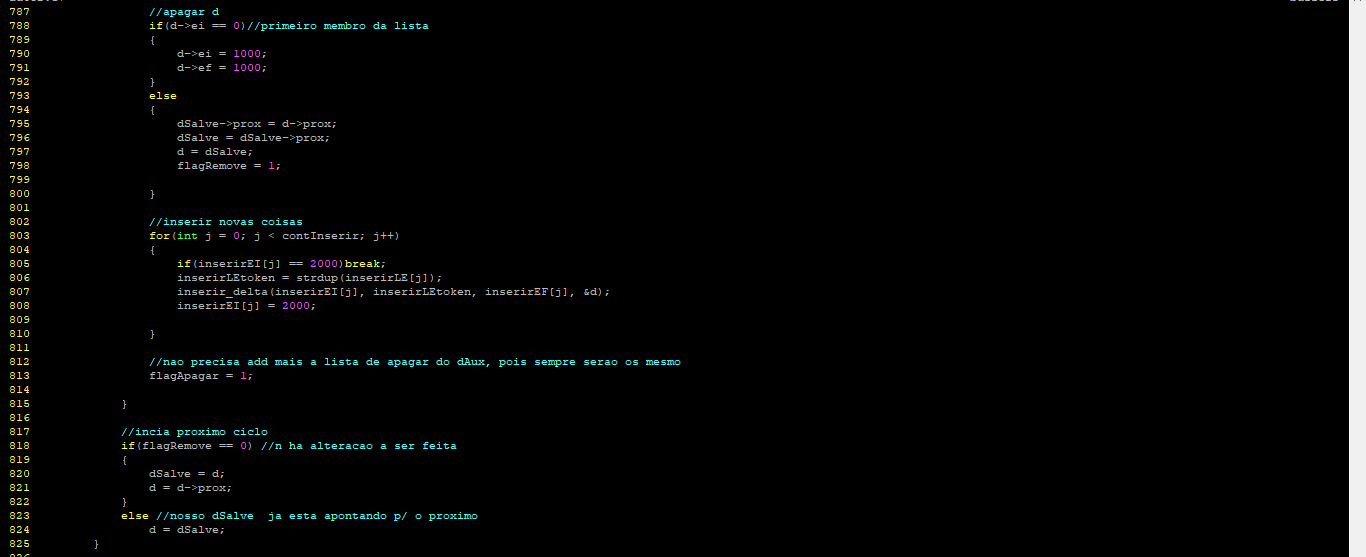 787 //apagar d
788 if(d->ei == 0)//primeiro membro da lista
789 {
790 d->ei = 1000;
791 d->ef = 1000;
792 }
793 else
794 {
795 dSalve->prox = d->prox;
796 dSalve = dSalve->prox;
797 d = dSalve;
798 flagRemove = 1;
799
800 }
801
802 //inserir novas coisas
803 for(int j = 0; j < contInserir; j++)
804 {
805 if(inserirEI[j] == 2000)break;
806 inserirLEtoken = strdup(inserirLE[j]);
807 inserir_delta(inserirEI[j], inserirLEtoken, inserirEF[j], &d);
808 inserirEI[j] = 2000;
809
810 }
811
812 //nao precisa add mais a lista de apagar do dAux, pois sempre serao os mesmo
813 flagApagar = 1;
814
815 }
816
817 //incia proximo ciclo
818 if(flagRemove == 0) //n ha alteracao a ser feita
819 {
820 dSalve = d;
821 d = d->prox;
822 }
823 else //nosso dSalve  ja esta apontando p/ o proximo
824 d = dSalve;
825 }